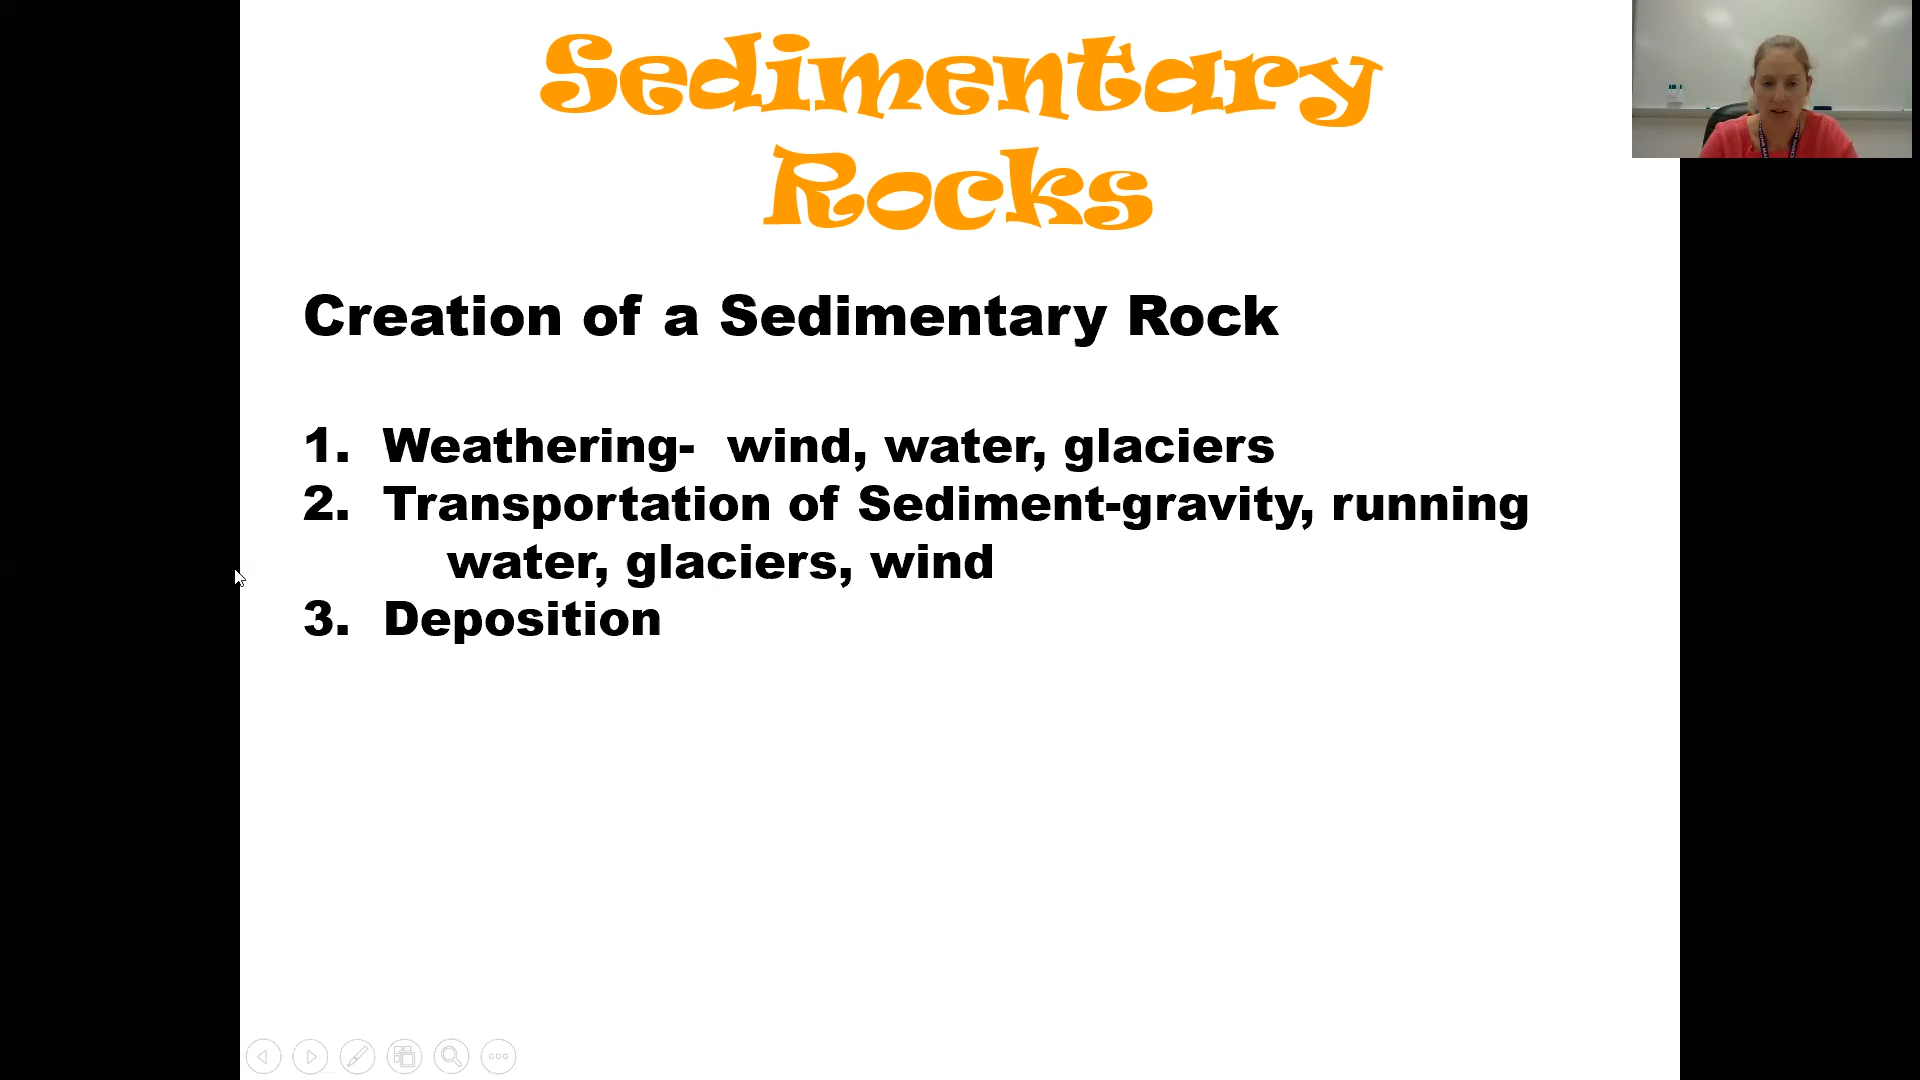 Sedimentary
Rocks
Creation of a Sedimentary Rock
1. Weathering- wind, water, glaciers
2. Transportation of Sediment-gravity, running
water, glaciers, wind
3. Deposition